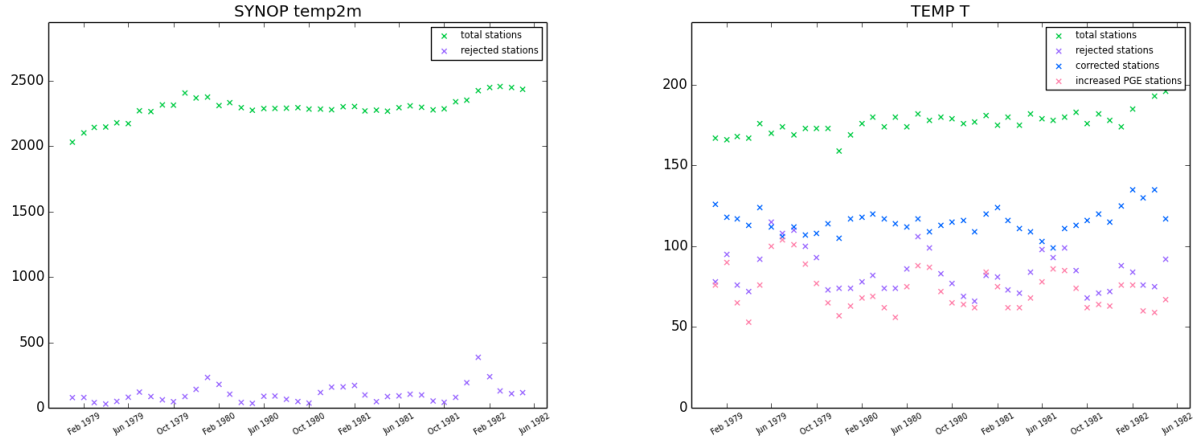 SYNOP temp2m
total stations
rejected stations
2500
2000
1500
1000
500
0
Feb 1979
Jun 1979
Oct 1979
Feb 1980
Jun 1980
Oct 1980
Feb 1981
Jun 1981
Oct 1981
Feb 1982
Jun 1982
TEMP T
total stations
rejected stations
corrected stations
increased PGE stations
200
150
100
50
0
Feb 1979
Jun 1979
Oct 1979
Feb 1980
Jun 1980
Oct 1980
Feb 1981
Jun 1981
Oct 1981
Feb 1982
Jun 1982